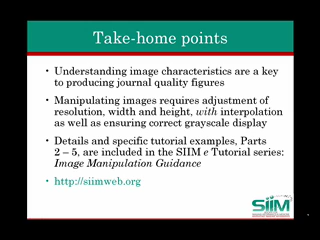 Take-home points
• Understanding image characteristics are a key
to producing journal quality figures
• Manipulating images requires adjustment of
resolution, width and height, with interpolation
as well as ensuring correct grayscale display
• Details and specific tutorial examples, Parts
2 – 5, are included in the SIIM e Tutorial series:
Image Manipulation Guidance
• http://siimweb.org
SIIM